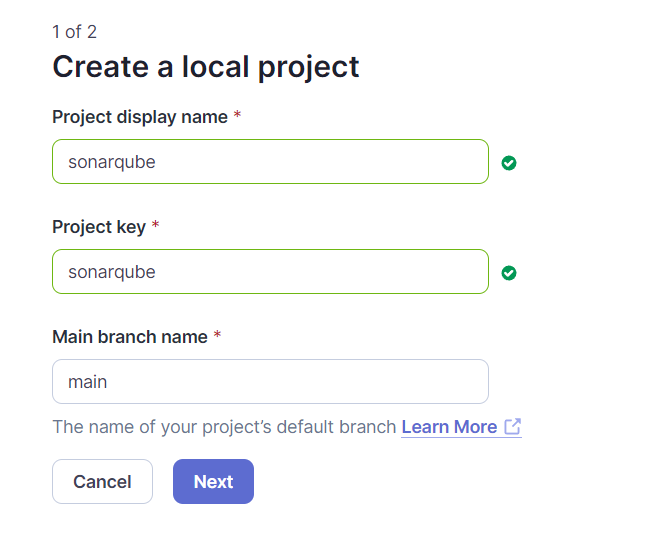 1 of 2
Create a local project
Project display name *
sonarqube
Project key *
sonarqube
Main branch name *
main
The name of your project’s default branch Learn More
Cancel Next